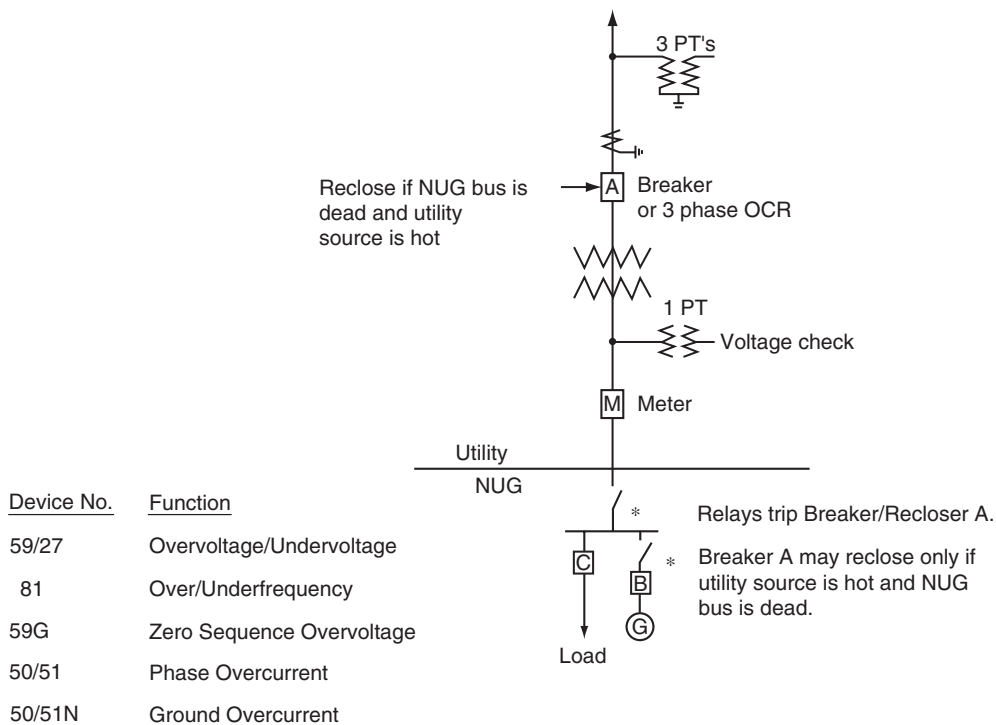 3 PT's
Reclose if NUG bus is
dead and utility
source is hot
A
Breaker
or 3 phase OCR
1 PT
Voltage check
M
Meter
Utility
NUG
Device No. Function
59/27 Overvoltage/Undervoltage
81 Over/Underfrequency
59G Zero Sequence Overvoltage
50/51 Phase Overcurrent
50/51N Ground Overcurrent
*
C
*
B
G
Load
Relays trip Breaker/Recloser A.
Breaker A may reclose only if
utility source is hot and NUG
bus is dead.